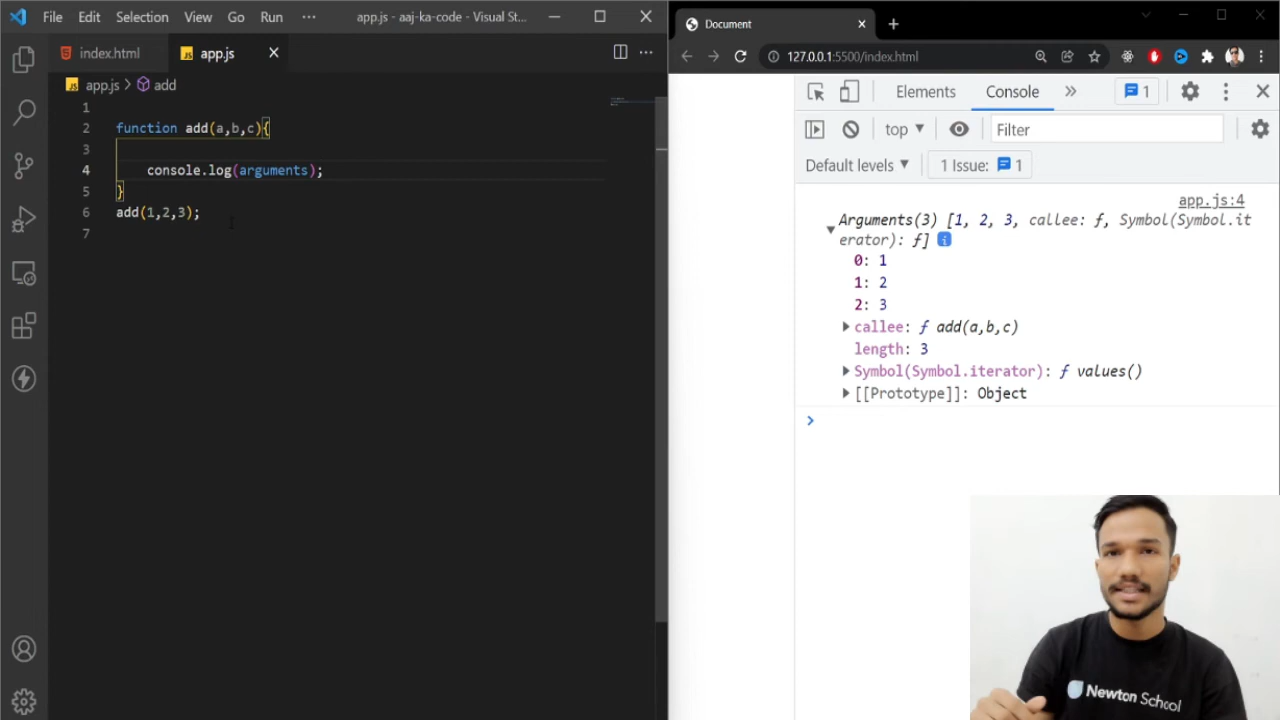 File Edit Selection View Go Run ··· app.js - aaj-ka-code - Visual St...
index.html app.js
app.js > add
1
2 function add(a,b,c){
3
4 console.log(arguments);
5 }
6 add(1,2,3);
7
Document
127.0.0.1:5500/index.html
Elements Console » 1
top Filter
Default levels 1 Issue: 1
app.js:4
Arguments(3) [1, 2, 3, callee: ƒ, Symbol(Symbol.it
erator): ƒ] i
0: 1
1: 2
2: 3
callee: ƒ add(a,b,c)
length: 3
Symbol(Symbol.iterator): ƒ values()
[[Prototype]]: Object
>
Newton School